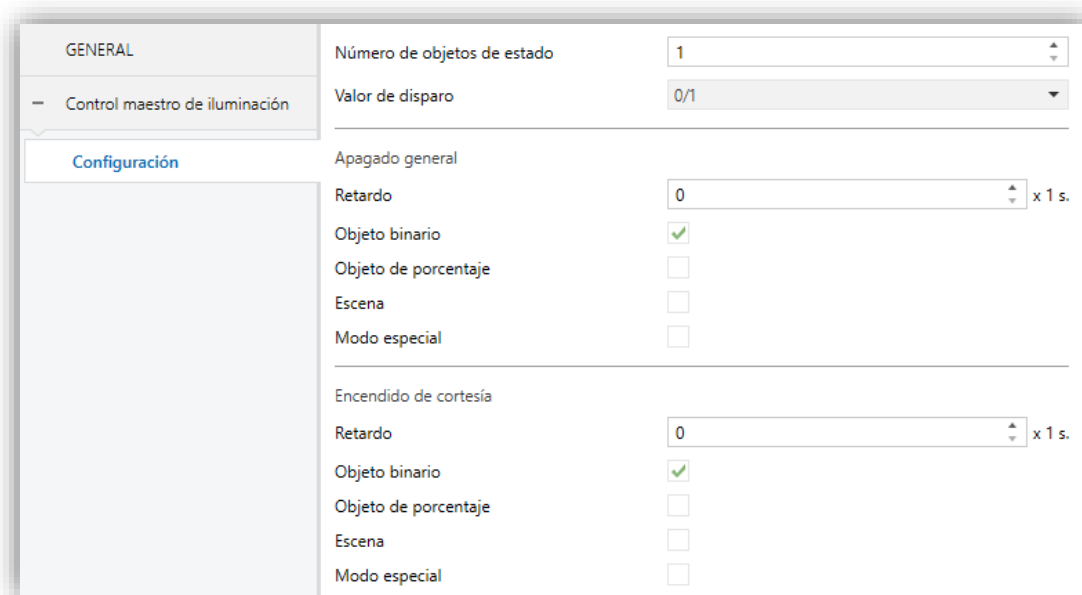 GENERAL
Control maestro de iluminación
Configuración
Número de objetos de estado 1
Valor de disparo 0/1
Apagado general
Retardo 0 x 1 s.
Objeto binario
Objeto de porcentaje
Escena
Modo especial
Encendido de cortesía
Retardo 0 x 1 s.
Objeto binario
Objeto de porcentaje
Escena
Modo especial